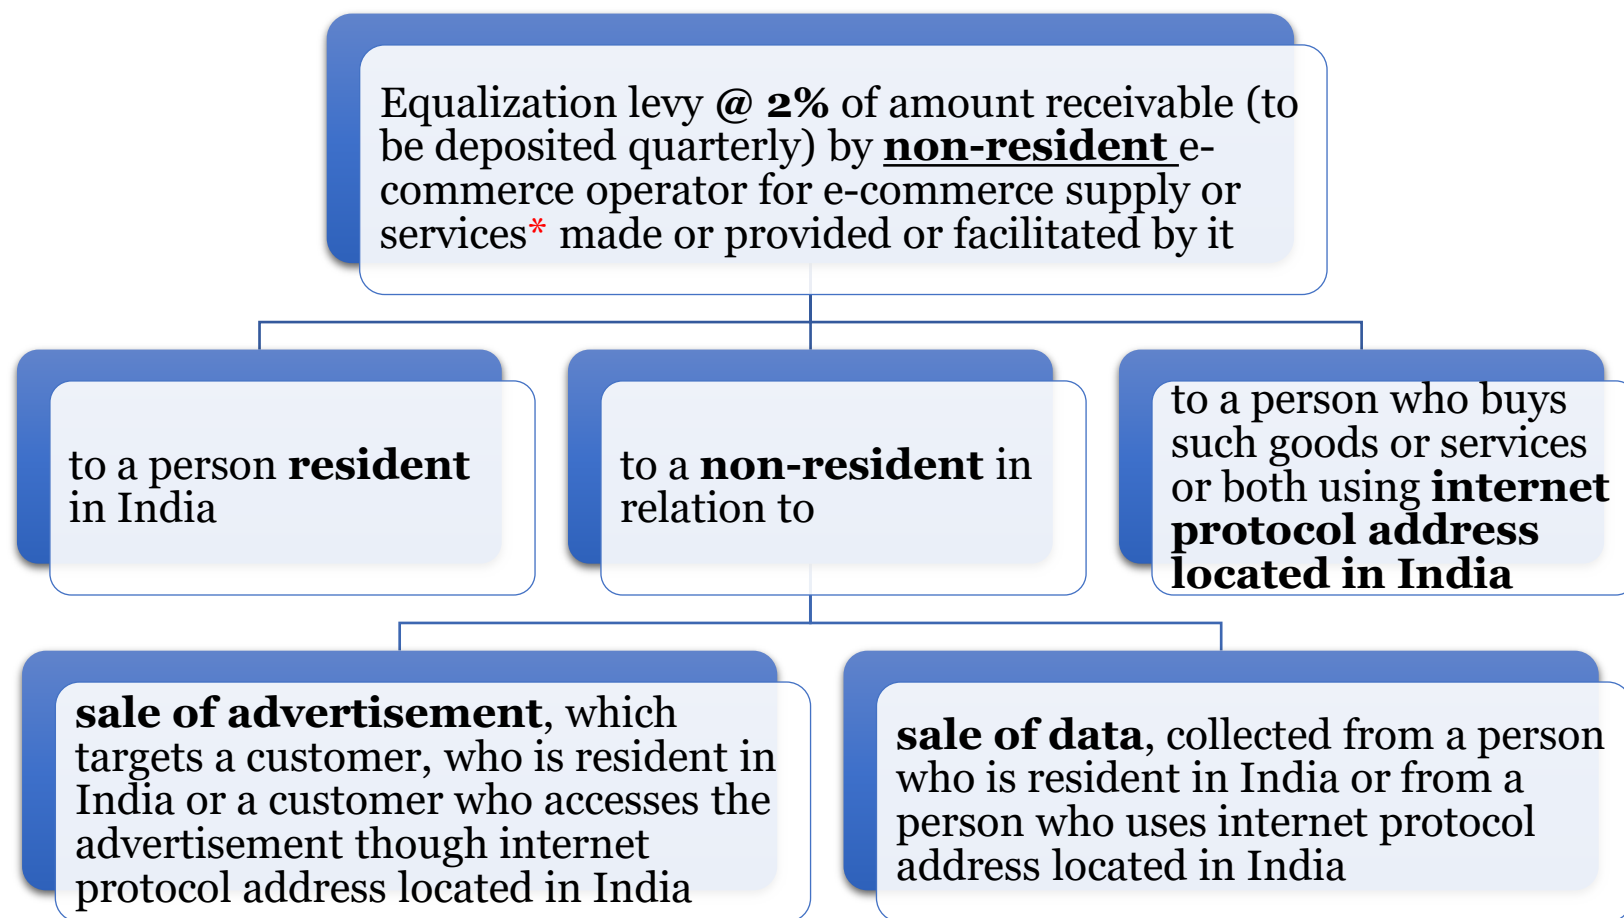 Equalization levy @ 2% of amount receivable (to
be deposited quarterly) by non-resident e-
commerce operator for e-commerce supply or
services* made or provided or facilitated by it
to a person resident
in India
to a non-resident in
relation to
to a person who buys
such goods or services
or both using internet
protocol address
located in India
sale of advertisement, which
targets a customer, who is resident in
India or a customer who accesses the
advertisement though internet
protocol address located in India
sale of data, collected from a person
who is resident in India or from a
person who uses internet protocol
address located in India